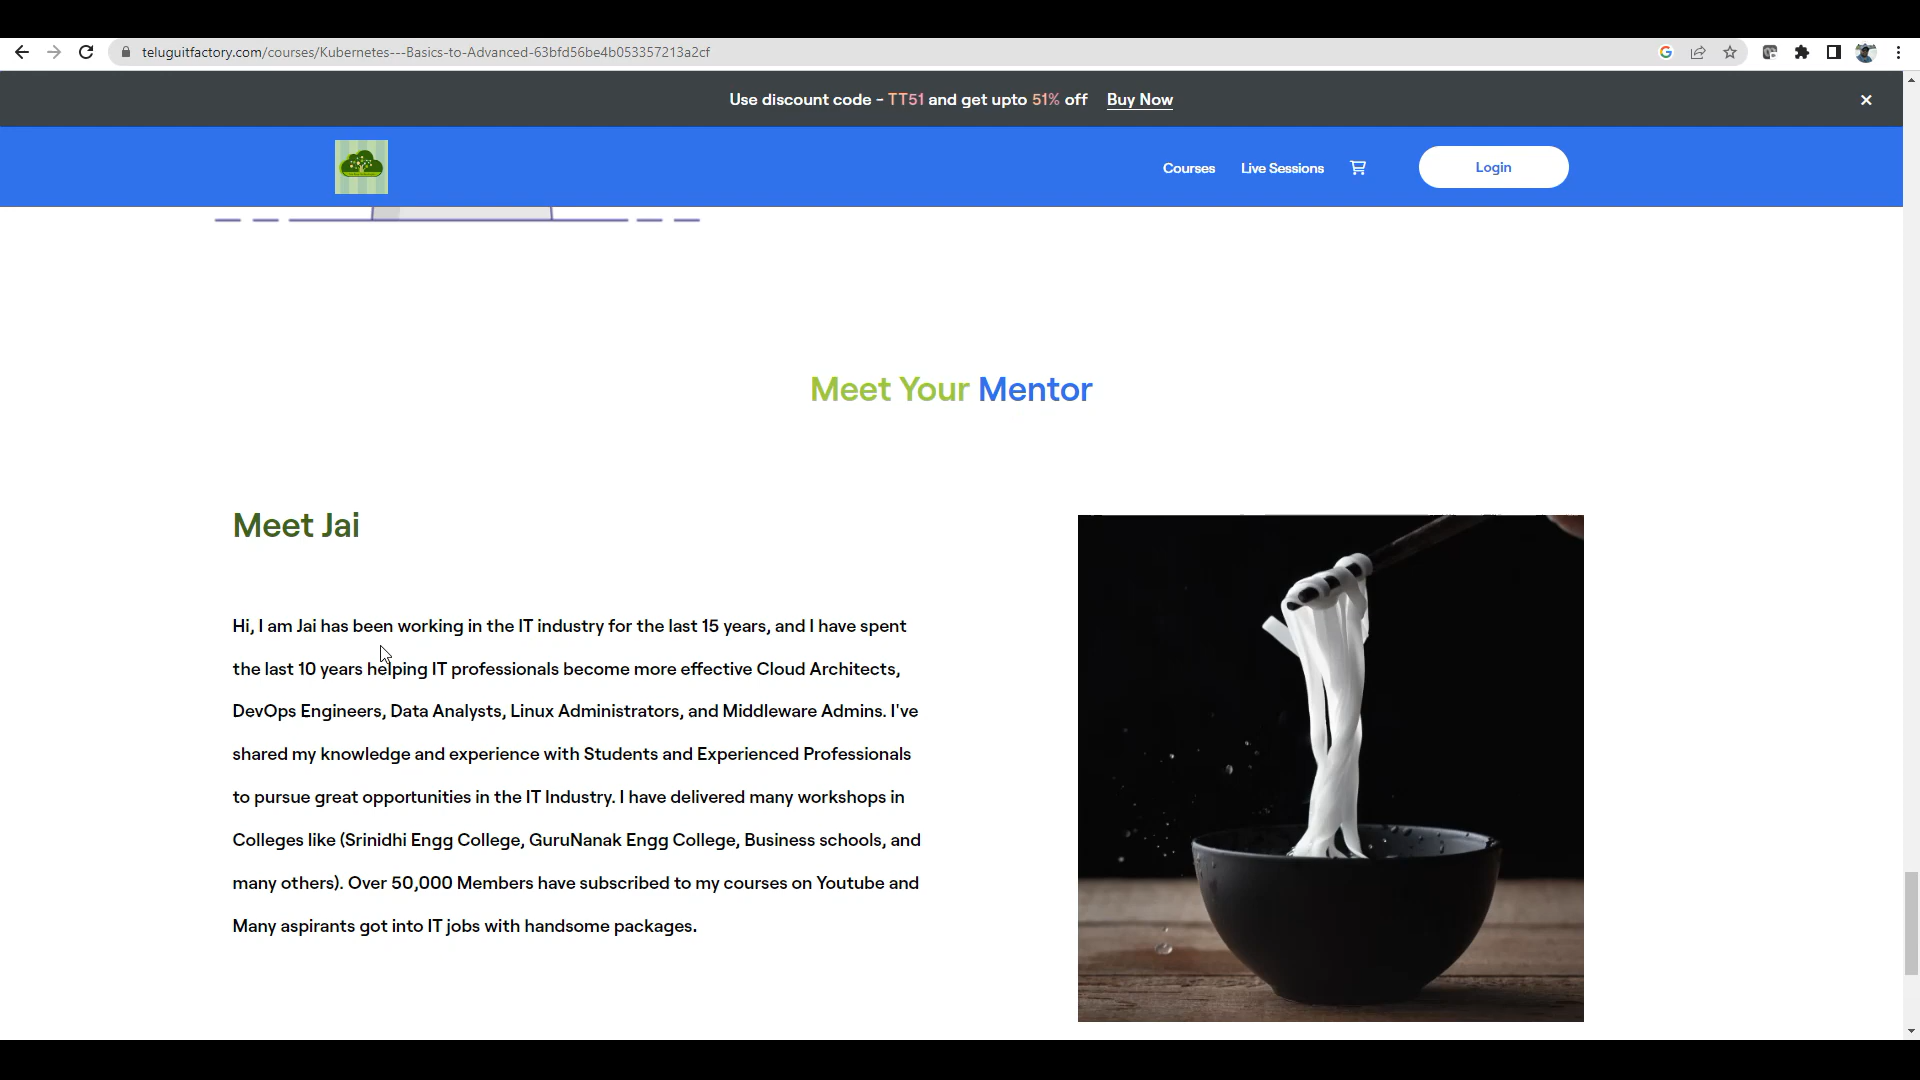 teluguitfactory.com/courses/Kubernetes---Basics-to-Advanced-63bfd56be4b053357213a2cf
Use discount code - TT51 and get upto 51% off Buy Now
Courses Live Sessions Login
Meet Your Mentor
Meet Jai
Hi, I am Jai has been working in the IT industry for the last 15 years, and I have spent
the last 10 years helping IT professionals become more effective Cloud Architects,
DevOps Engineers, Data Analysts, Linux Administrators, and Middleware Admins. I've
shared my knowledge and experience with Students and Experienced Professionals
to pursue great opportunities in the IT Industry. I have delivered many workshops in
Colleges like (Srinidhi Engg College, GuruNanak Engg College, Business schools, and
many others). Over 50,000 Members have subscribed to my courses on Youtube and
Many aspirants got into IT jobs with handsome packages.